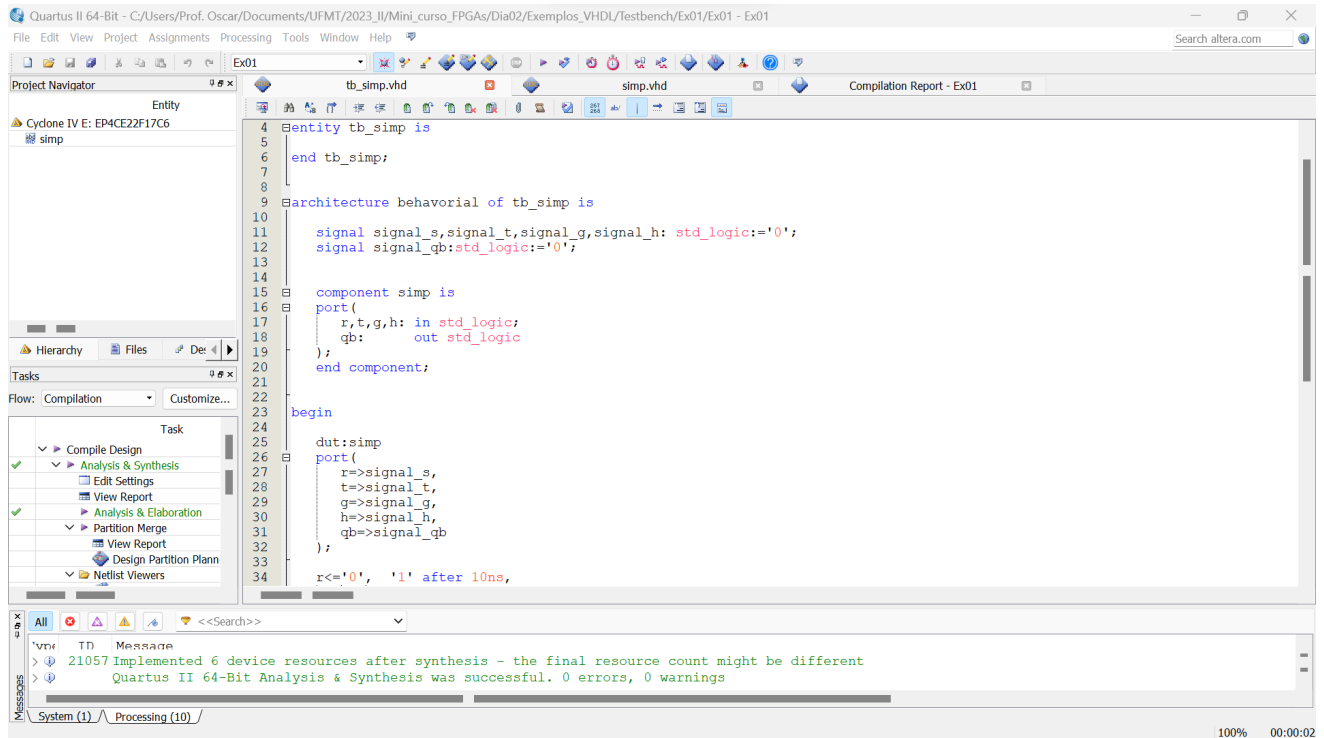 Quartus II 64-Bit - C:/Users/Prof. Oscar/Documents/UFMT/2023_II/Mini_curso_FPGAs/Dia02/Exemplos_VHDL/Testbench/Ex01/Ex01 - Ex01
File Edit View Project Assignments Processing Tools Window Help
Search altera.com
Ex01
Project Navigator
Entity
Cyclone IV E: EP4CE22F17C6
simp
Hierarchy Files
Tasks
Flow: Compilation Customize...
Task
Compile Design
Analysis & Synthesis
Edit Settings
View Report
Analysis & Elaboration
Partition Merge
View Report
Design Partition Plann
Netlist Viewers
tb_simp.vhd simp.vhd Compilation Report - Ex01
267
268
ab/
4 entity tb_simp is
5
6 end tb_simp;
7
8
9 architecture behavorial of tb_simp is
10
11 signal signal_s,signal_t,signal_g,signal_h: std_logic:='0';
12 signal signal_qb:std_logic:='0';
13
14
15 component simp is
16 port(
17 r,t,g,h: in std_logic;
18 qb: out std_logic
19 );
20 end component;
21
22
23 begin
24
25 dut:simp
26 port(
27 r=>signal_s,
28 t=>signal_t,
29 g=>signal_g,
30 h=>signal_h,
31 qb=>signal_qb
32 );
33
34 r<='0', '1' after 10ns,
All <<Search>>
ID Message
21057 Implemented 6 device resources after synthesis - the final resource count might be different
Quartus II 64-Bit Analysis & Synthesis was successful. 0 errors, 0 warnings
Messages
System (1) Processing (10)
100% 00:00:02